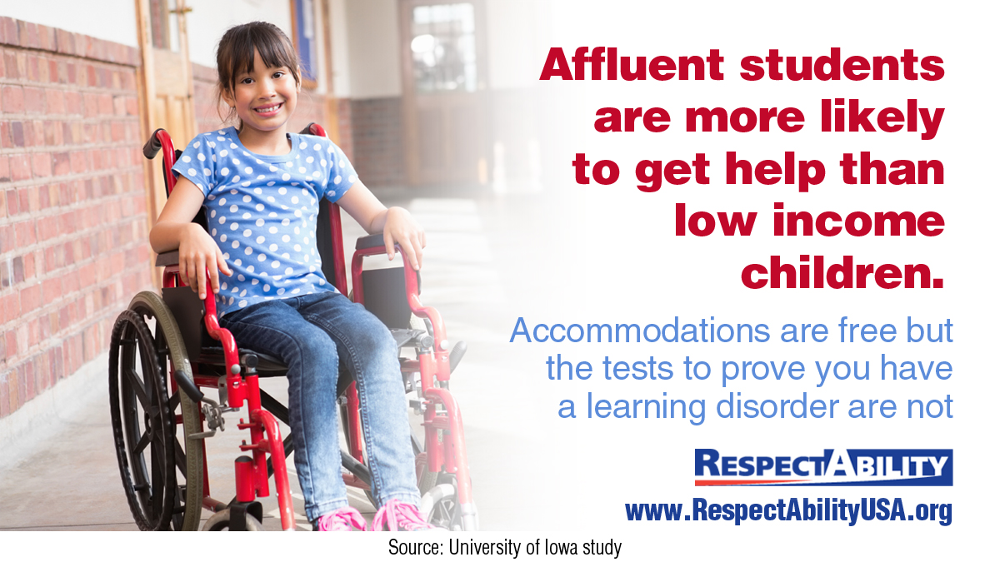 Affluent students
are more likely
to get help than
low income
children.
Accommodations are free but
the tests to prove you have
a learning disorder are not
RESPECTABILITY
www.RespectAbilityUSA.org
Source: University of Iowa study